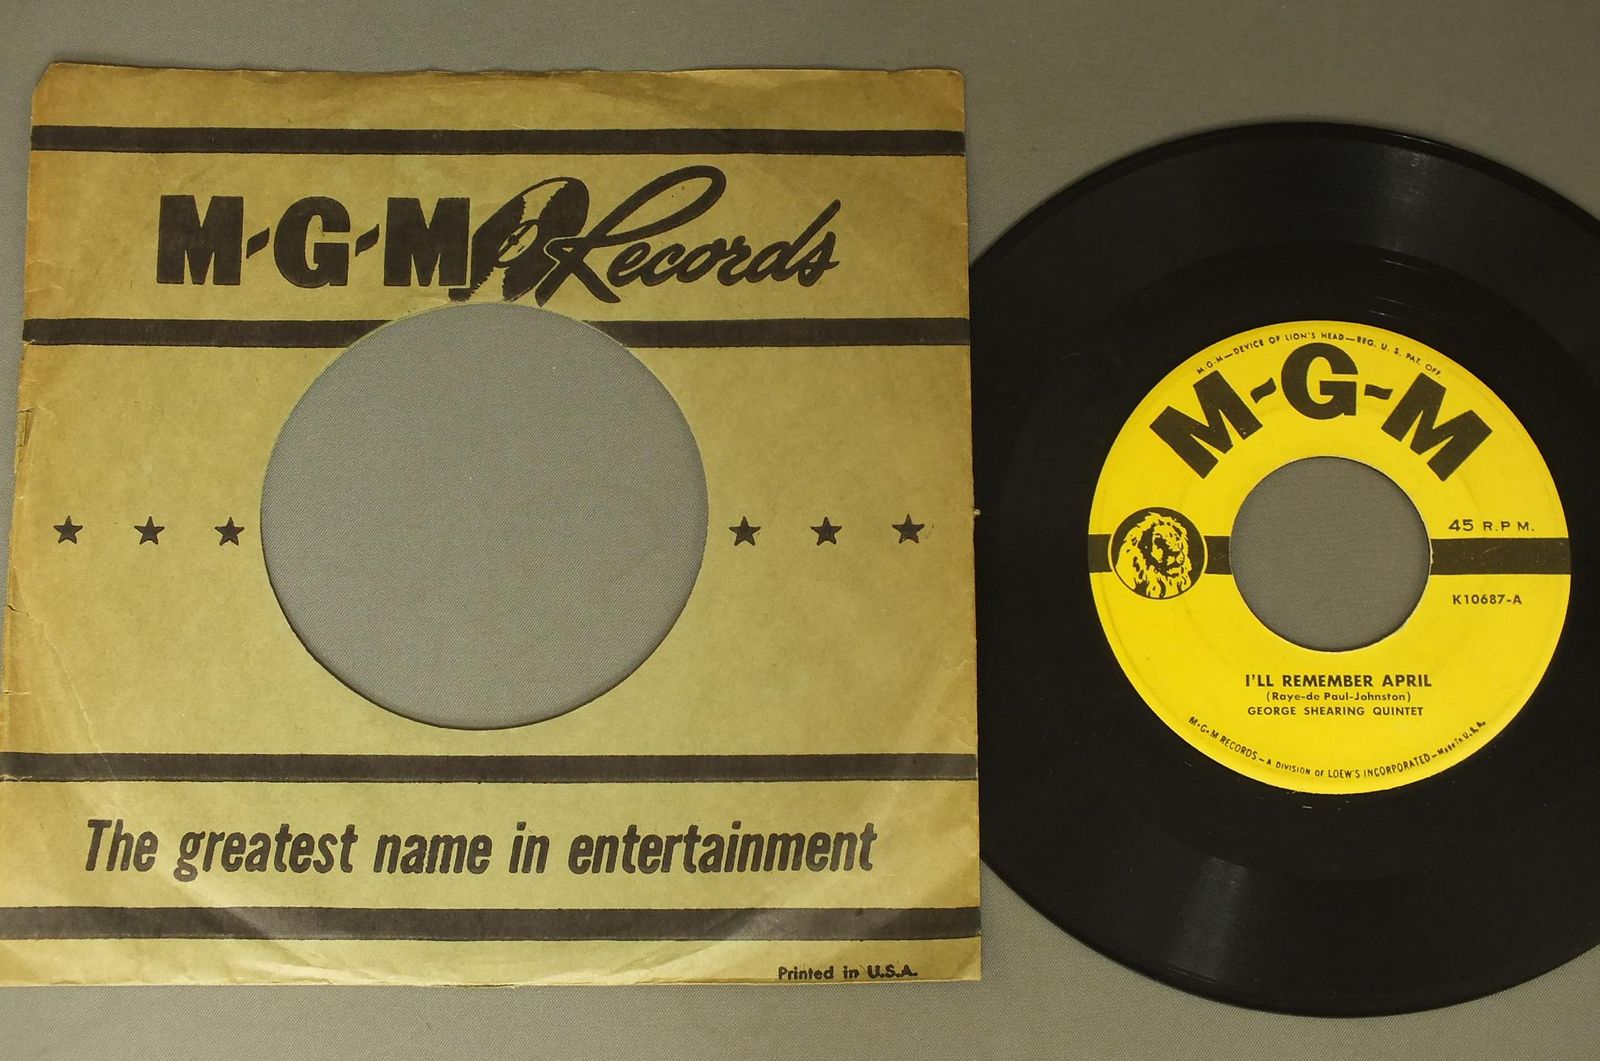 M-G-M Records
The greatest name in entertainment
Printed in U.S.A.
M-G-M—DEVICE OF LION'S HEAD—REG. U. S. PAT. OFF.
M-G-M
45 R.P.M.
K10687-A
I'LL REMEMBER APRIL
(Raye-de Paul-Johnston)
GEORGE SHEARING QUINTET
M-G-M RECORDS—A DIVISION OF LOEW'S INCORPORATED—Made in U.S.A.